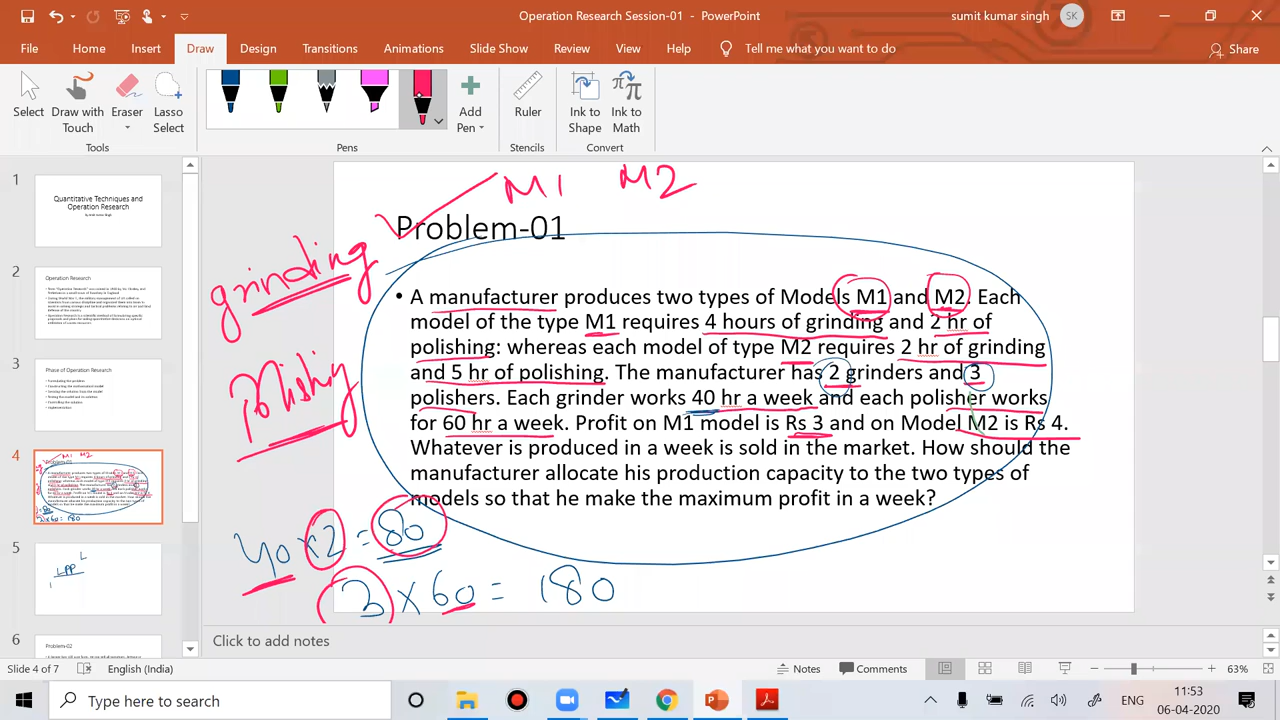 Operation Research Session-01 - PowerPoint
sumit kumar singh
SK
File Home Insert Draw Design Transitions Animations Slide Show Review View Help Tell me what you want to do Share
Select Draw with Touch Eraser Lasso Select
Add Pen
Ruler
Ink to Shape
Ink to Math
Tools Pens Stencils Convert
1
Quantitative Techniques and
Operation Research
2
Operation Research
3
Phase of Operation Research
4
5
L
LPP
6
Problem-02
M1 M2
Problem-01
grinding
Polishing
• A manufacturer produces two types of Models M1 and M2. Each
model of the type M1 requires 4 hours of grinding and 2 hr of
polishing: whereas each model of type M2 requires 2 hr of grinding
and 5 hr of polishing. The manufacturer has 2 grinders and 3
polishers. Each grinder works 40 hr a week and each polisher works
for 60 hr a week. Profit on M1 model is Rs 3 and on Model M2 is Rs 4.
Whatever is produced in a week is sold in the market. How should the
manufacturer allocate his production capacity to the two types of
models so that he make the maximum profit in a week?
40 x 2 = 80
3 x 60 = 180
Click to add notes
Slide 4 of 7 English (India) Notes Comments 63%
Type here to search
ENG
11:53
06-04-2020